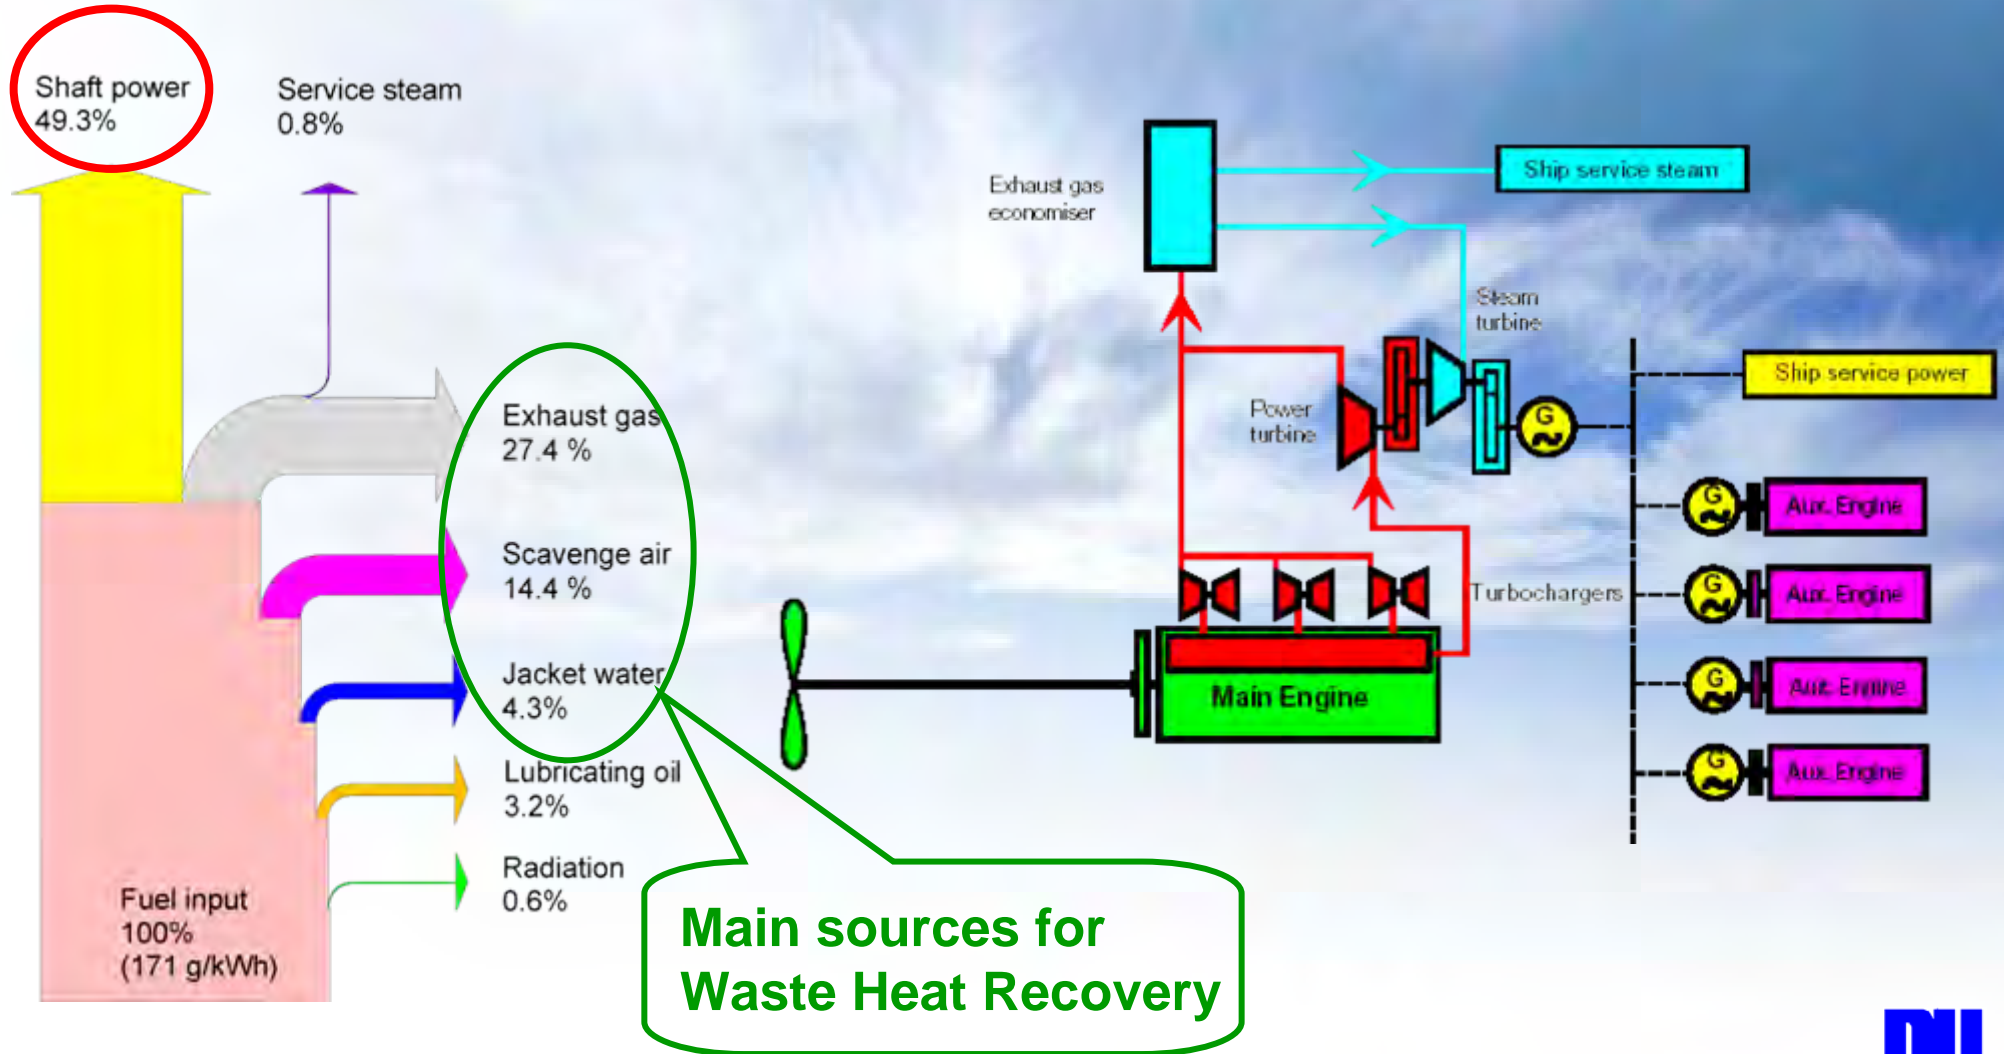 Shaft power
49.3%
Service steam
0.8%
Exhaust gas
27.4 %
Scavenge air
14.4 %
Jacket water
4.3%
Lubricating oil
3.2%
Radiation
0.6%
Fuel input
100%
(171 g/kWh)
Main sources for
Waste Heat Recovery
Exhaust gas
economiser
Ship service steam
Steam
turbine
Power
turbine
G
Ship service power
G
Aux. Engine
G
Aux. Engine
G
Aux. Engine
G
Aux. Engine
Turbochargers
Main Engine